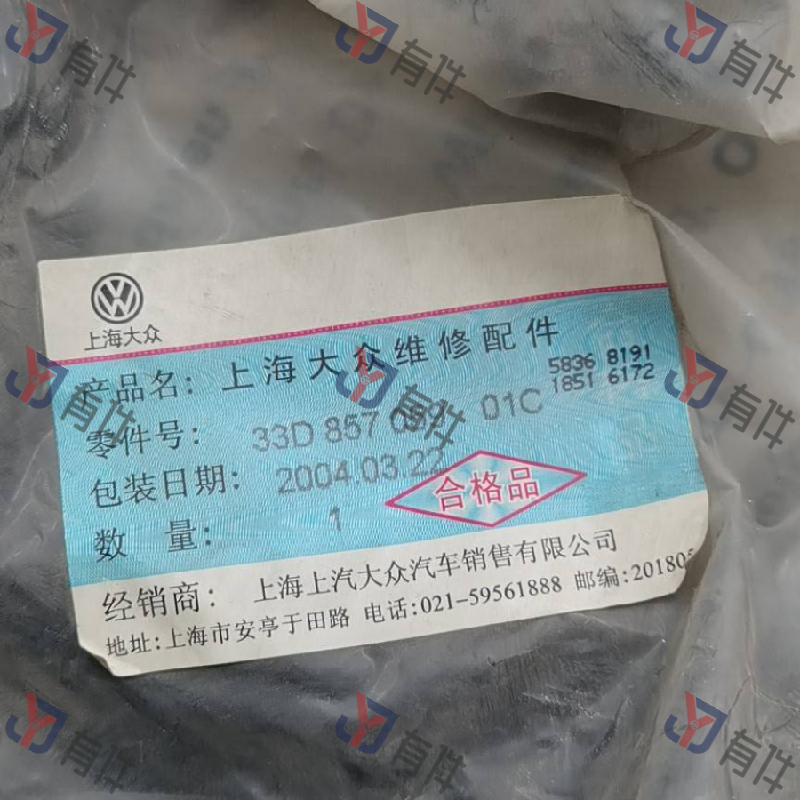 有件 有件 有件
上海大众
产品名: 上海大众维修配件
5836 8191
1851 6172
零件号: 33D 857 01C
包装日期: 2004.03.22
合格品
数 量: 1
经销商: 上海上汽大众汽车销售有限公司
地址:上海市安亭于田路 电话:021-59561888 邮编:201805
有件 有件 有件
有件 有件 有件